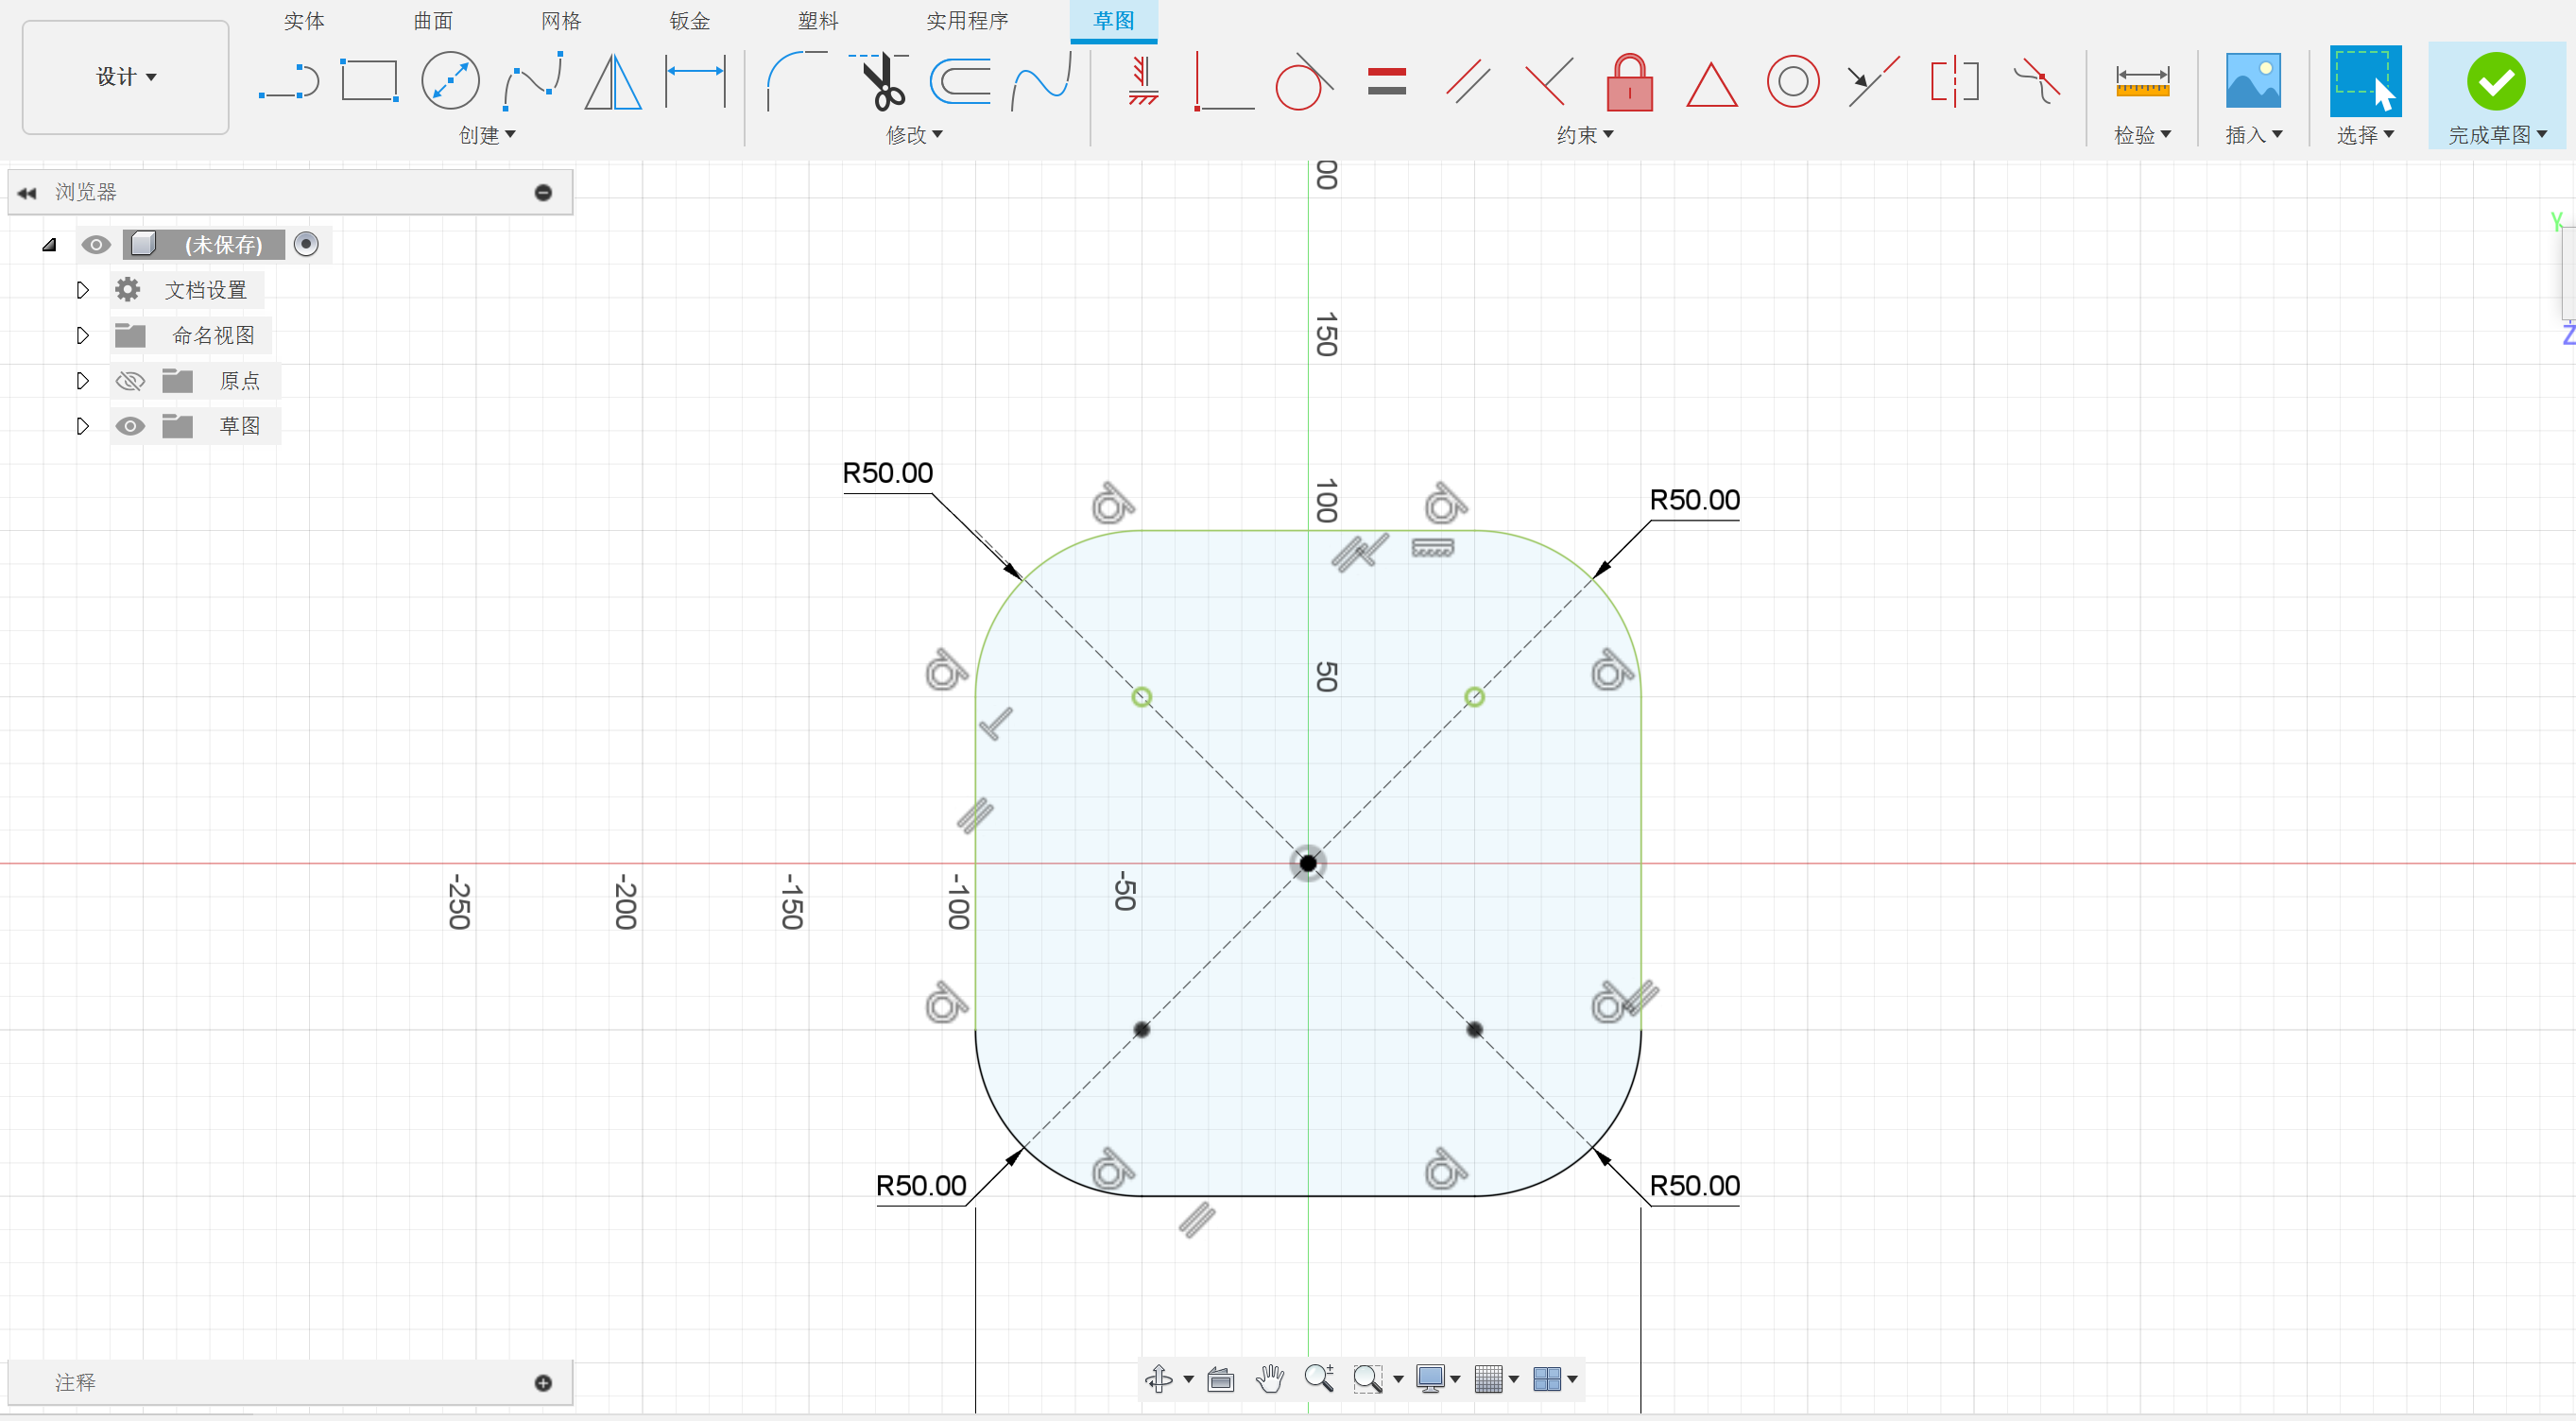 实体 曲面 网格 钣金 塑料 实用程序 草图
设计
创建 修改 约束 检验 插入 选择 完成草图
浏览器
(未保存)
文档设置
命名视图
原点
草图
00
150
100
50
-250 -200 -150 -100 -50
R50.00 R50.00
R50.00 R50.00
Y
Z
注释